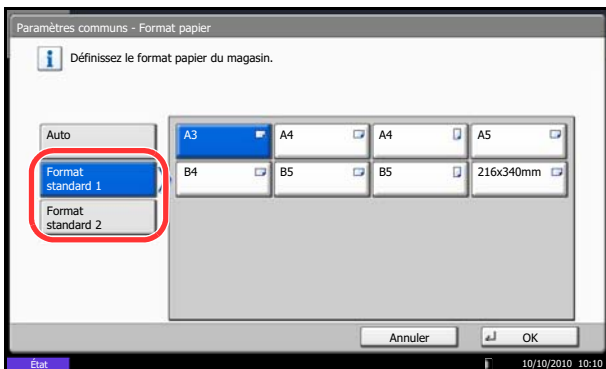 Paramètres communs - Format papier
Définissez le format papier du magasin.
Auto
A3
A4
A4
A5
Format
standard 1
B4
B5
B5
216x340mm
Format
standard 2
Annuler
OK
État
10/10/2010 10:10